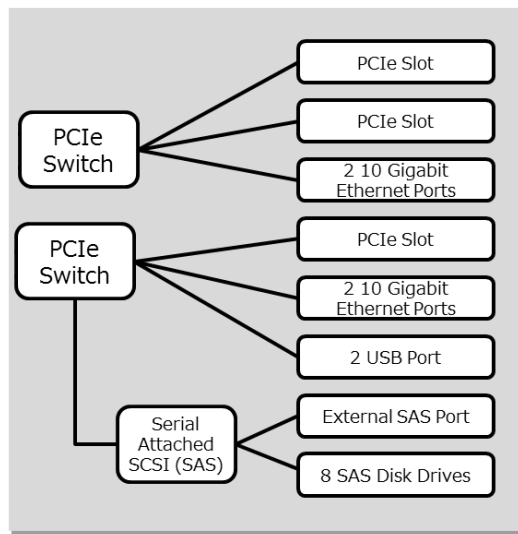 PCIe Slot
PCIe Switch
PCIe Slot
2 10 Gigabit
Ethernet Ports
PCIe Switch
PCIe Slot
2 10 Gigabit
Ethernet Ports
2 USB Port
Serial
Attached
SCSI (SAS)
External SAS Port
8 SAS Disk Drives